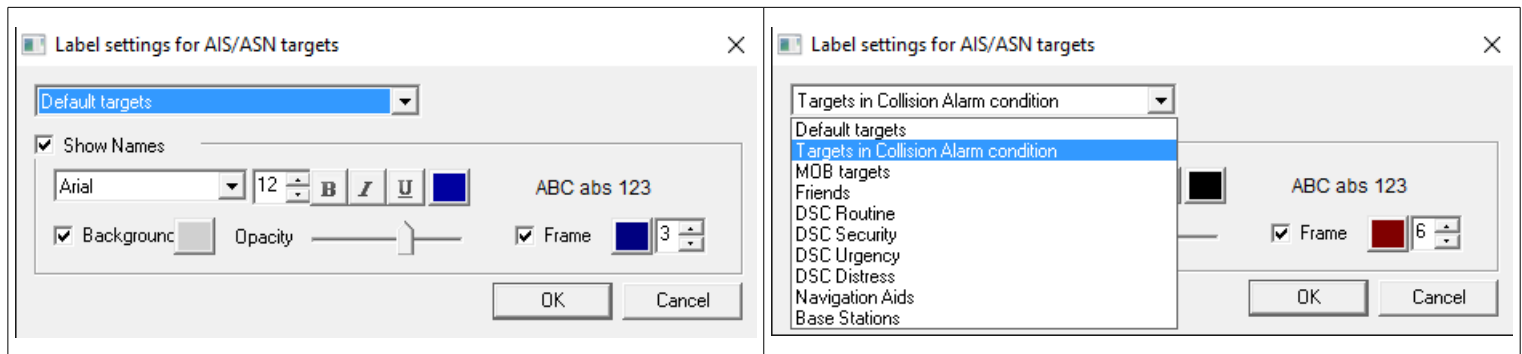 Label settings for AIS/ASN targets
Default targets
Show Names
Arial
12
B I U
ABC abs 123
Background
Opacity
Frame
3
OK
Cancel
Label settings for AIS/ASN targets
Targets in Collision Alarm condition
Default targets
Targets in Collision Alarm condition
MOB targets
Friends
DSC Routine
DSC Security
DSC Urgency
DSC Distress
Navigation Aids
Base Stations
ABC abs 123
Frame
6
OK
Cancel